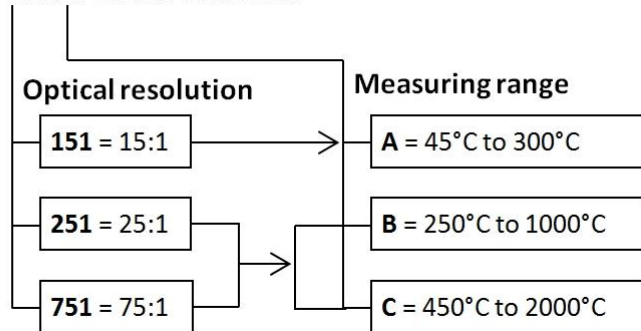 Optical resolution
Measuring range
151 = 15:1
A = 45°C to 300°C
251 = 25:1
B = 250°C to 1000°C
751 = 75:1
C = 450°C to 2000°C